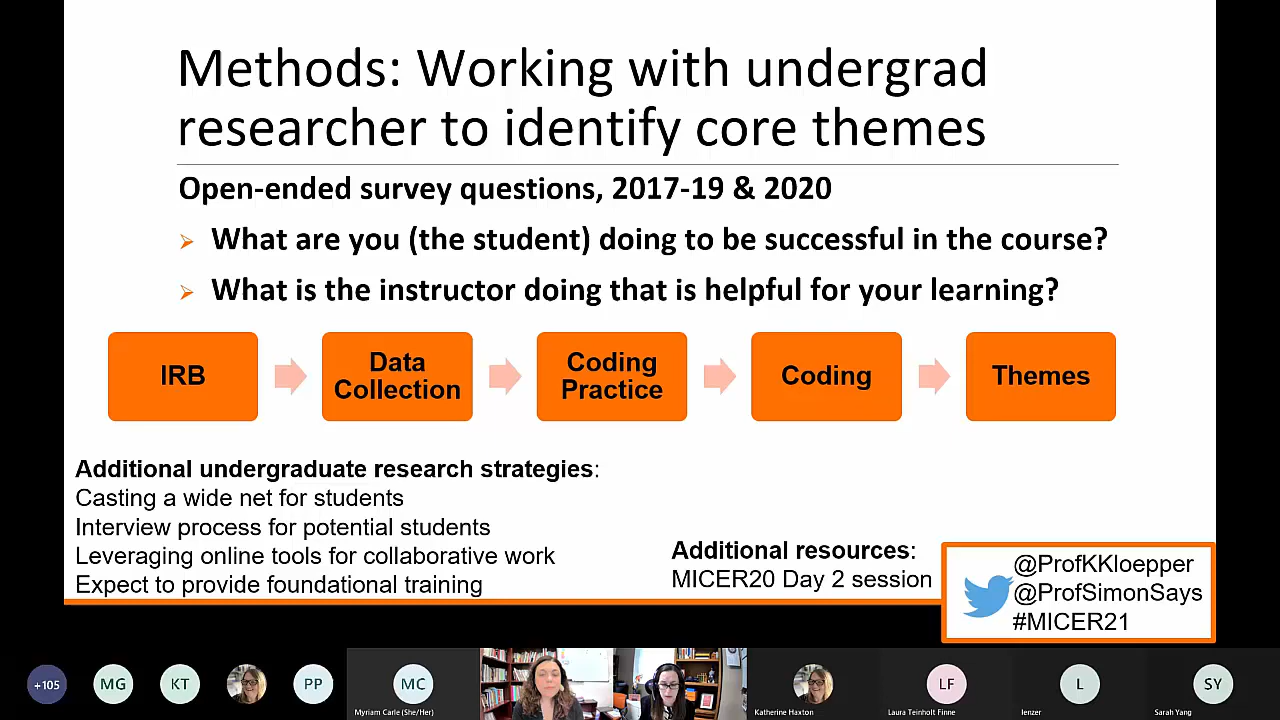 Methods: Working with undergrad
researcher to identify core themes
Open-ended survey questions, 2017-19 & 2020
What are you (the student) doing to be successful in the course?
What is the instructor doing that is helpful for your learning?
IRB
Data
Collection
Coding
Practice
Coding
Themes
Additional undergraduate research strategies:
Casting a wide net for students
Interview process for potential students
Leveraging online tools for collaborative work
Expect to provide foundational training
Additional resources:
MICER20 Day 2 session
@ProfKKloepper
@ProfSimonSays
#MICER21
+105
MG
KT
PP
MC
Myriam Carle (She/Her)
Katherine Haxton
LF
Laura Teinholt Finne
L
lenzer
SY
Sarah Yang